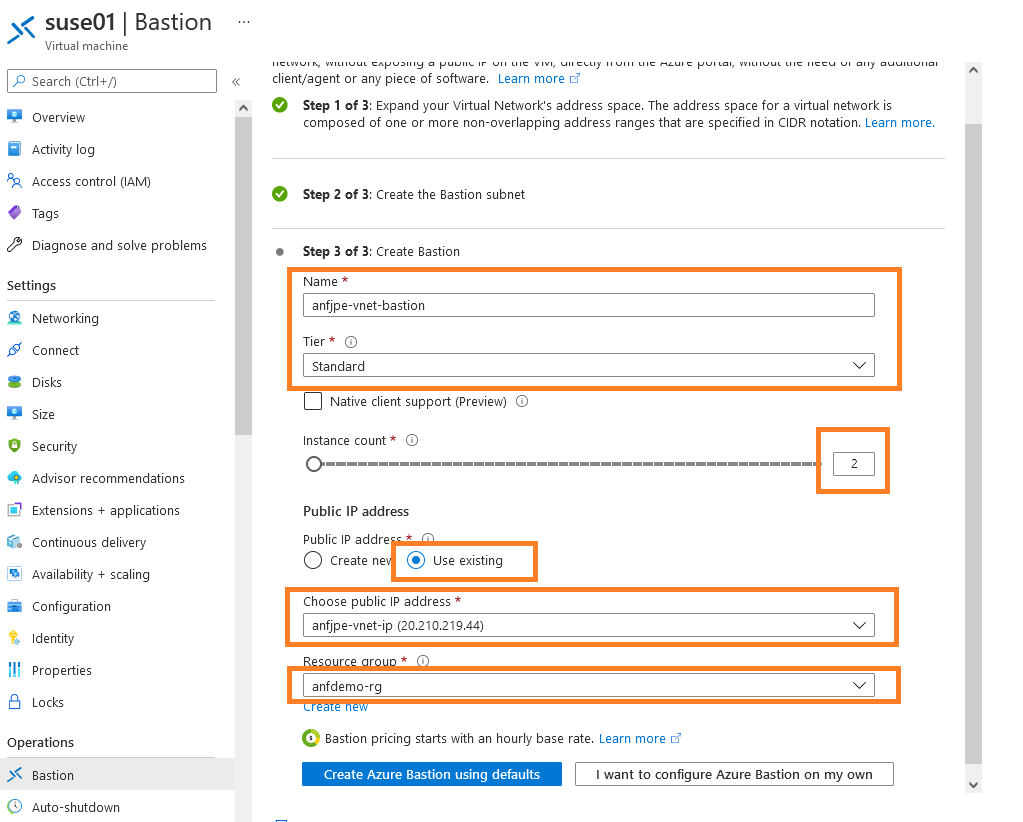 suse01 | Bastion ...
Virtual machine
Search (Ctrl+/)
«
Overview
Activity log
Access control (IAM)
Tags
Diagnose and solve problems
Settings
Networking
Connect
Disks
Size
Security
Advisor recommendations
Extensions + applications
Continuous delivery
Availability + scaling
Configuration
Identity
Properties
Locks
Operations
Bastion
Auto-shutdown
network, without exposing a public IP on the VM, directly from the Azure portal, without the need of any additional
client/agent or any piece of software. Learn more
Step 1 of 3: Expand your Virtual Network's address space. The address space for a virtual network is
composed of one or more non-overlapping address ranges that are specified in CIDR notation. Learn more.
Step 2 of 3: Create the Bastion subnet
Step 3 of 3: Create Bastion
Name *
anfjpe-vnet-bastion
Tier *
Standard
Native client support (Preview)
Instance count *
2
Public IP address
Public IP address *
Create new
Use existing
Choose public IP address *
anfjpe-vnet-ip (20.210.219.44)
Resource group *
anfdemo-rg
Create new
Bastion pricing starts with an hourly base rate. Learn more
Create Azure Bastion using defaults
I want to configure Azure Bastion on my own